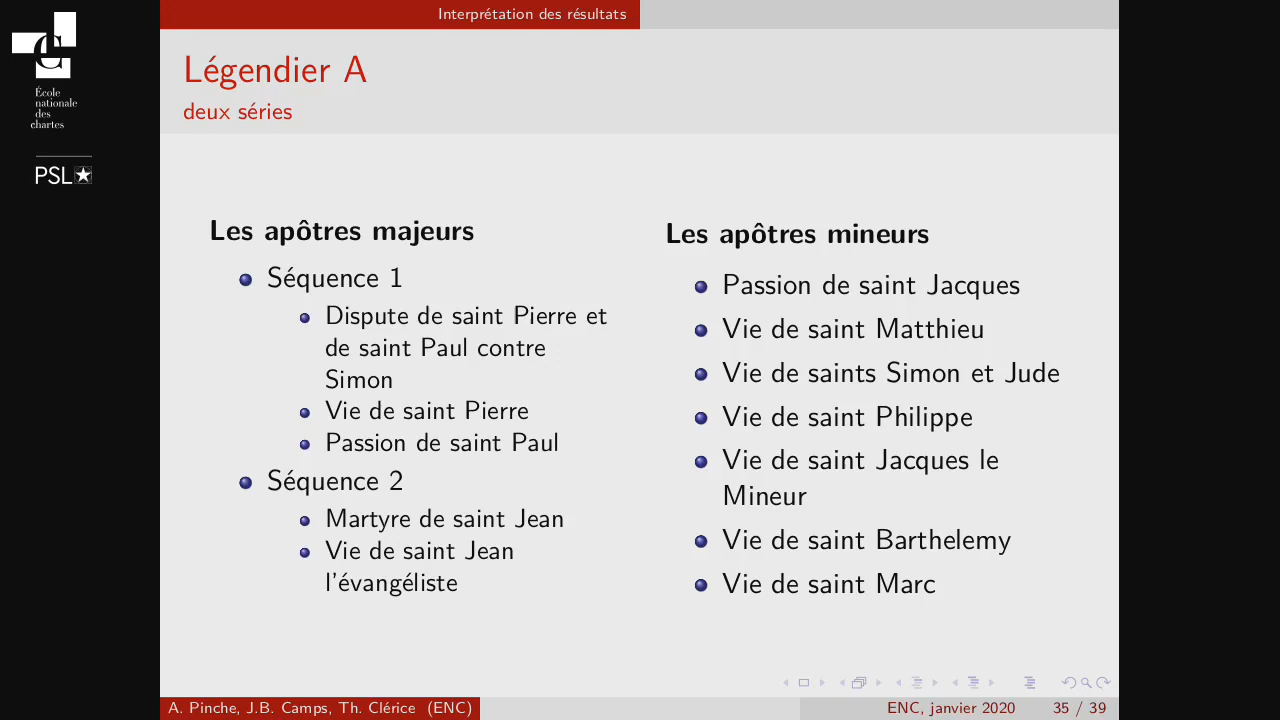 École
nationale
des
chartes
PSL
Interprétation des résultats
Légendier A
deux séries
Les apôtres majeurs
Séquence 1
Dispute de saint Pierre et
de saint Paul contre
Simon
Vie de saint Pierre
Passion de saint Paul
Séquence 2
Martyre de saint Jean
Vie de saint Jean
l'évangéliste
Les apôtres mineurs
Passion de saint Jacques
Vie de saint Matthieu
Vie de saints Simon et Jude
Vie de saint Philippe
Vie de saint Jacques le
Mineur
Vie de saint Barthelemy
Vie de saint Marc
A. Pinche, J.B. Camps, Th. Clérice (ENC)
ENC, janvier 2020
35 / 39